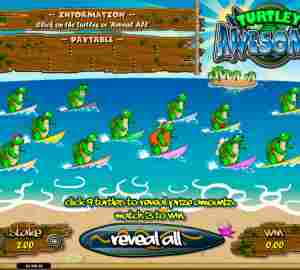 INFORMATION
Click on the turtles or 'Reveal All'
PAYTABLE
TURTLEY
AWESOME
click 9 turtles to reveal prize amounts.
match 3 to win
stake
2.00
reveal all
win
0.00